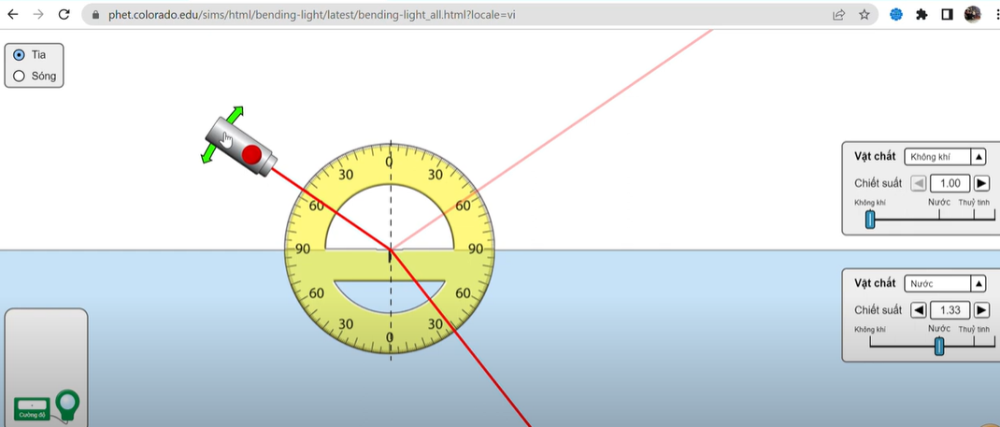 phet.colorado.edu/sims/html/bending-light/latest/bending-light_all.html?locale=vi
Tia
Sóng
0
30 30
60 60
90 90
60 60
30 30
0
Vật chất Không khí
Chiết suất 1.00
Không khí Nước Thuỷ tinh
Vật chất Nước
Chiết suất 1.33
Không khí Nước Thuỷ tinh
Cường độ